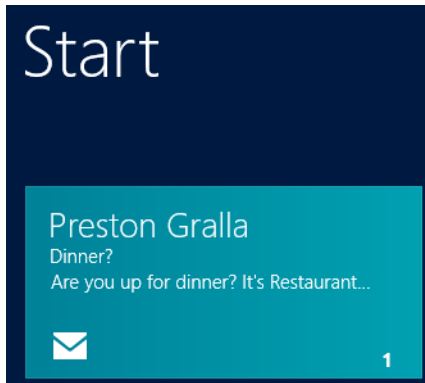 Start
Preston Gralla
Dinner?
Are you up for dinner? It's Restaurant...
1